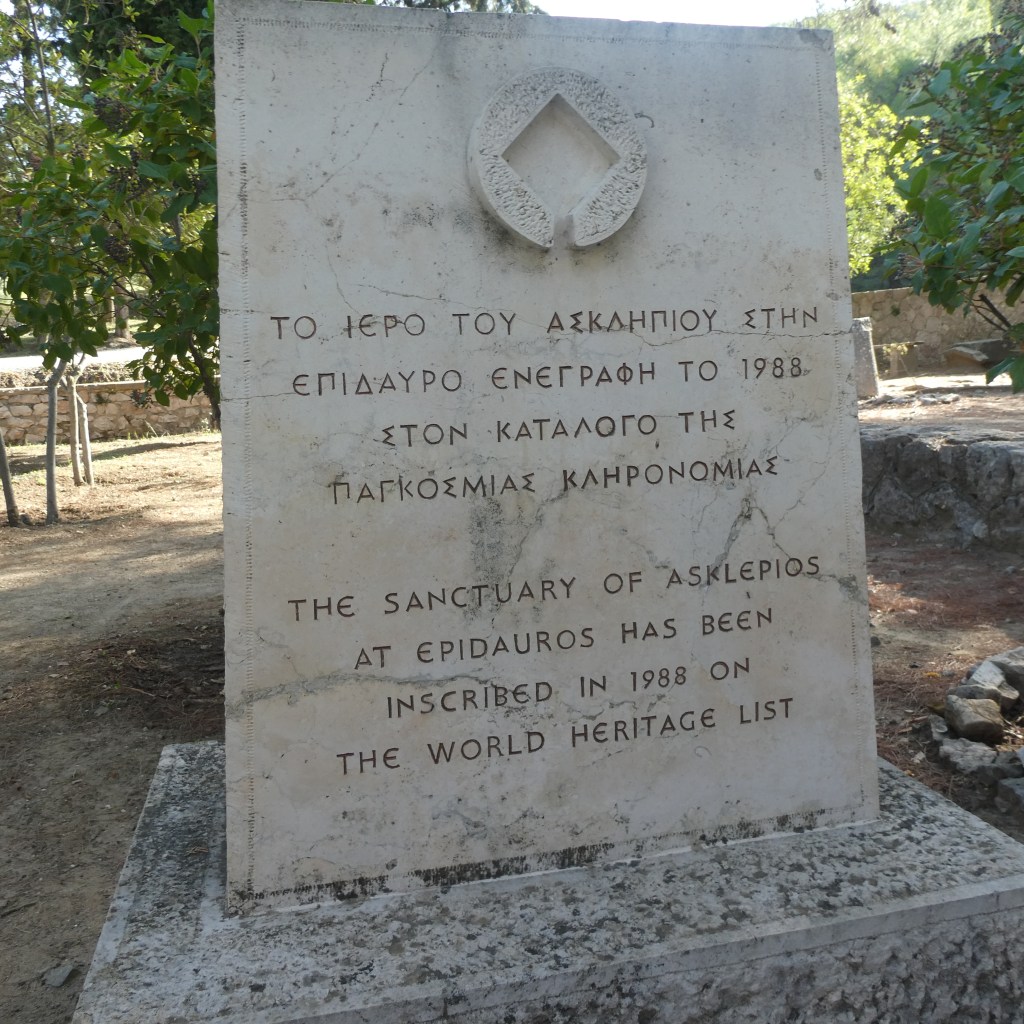 ΤΟ ΙΕΡΟ ΤΟΥ ΑΣΚΛΗΠΙΟΥ ΣΤΗΝ
ΕΠΙΔΑΥΡΟ ΕΝΕΓΡΑΦΗ ΤΟ 1988
ΣΤΟΝ ΚΑΤΑΛΟΓΟ ΤΗΣ
ΠΑΓΚΟΣΜΙΑΣ ΚΛΗΡΟΝΟΜΙΑΣ
THE SANCTUARY OF ASKLEPIOS
AT EPIDAUROS HAS BEEN
INSCRIBED IN 1988 ON
THE WORLD HERITAGE LIST